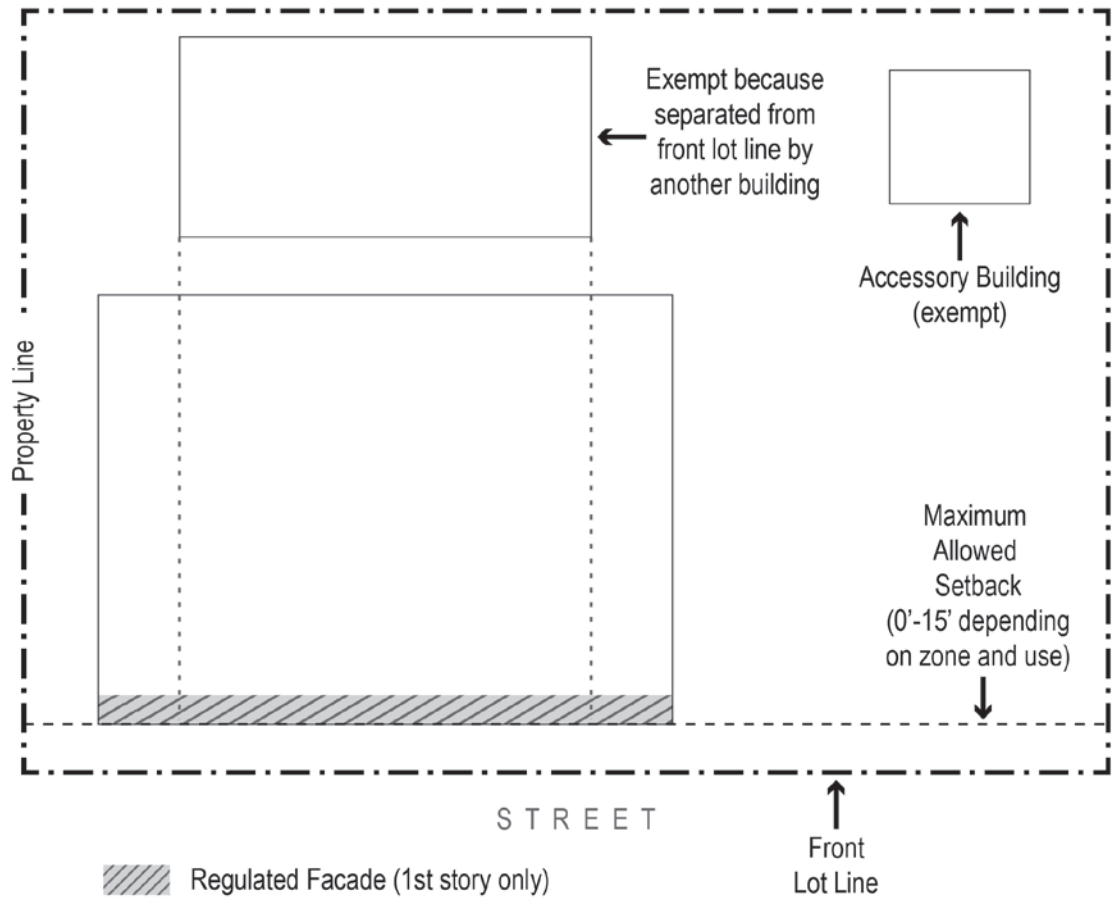 Exempt because
separated from
front lot line by
another building
Accessory Building
(exempt)
Property Line
Maximum
Allowed
Setback
(0’-15’ depending
on zone and use)
STREET
Front
Lot Line
Regulated Facade (1st story only)